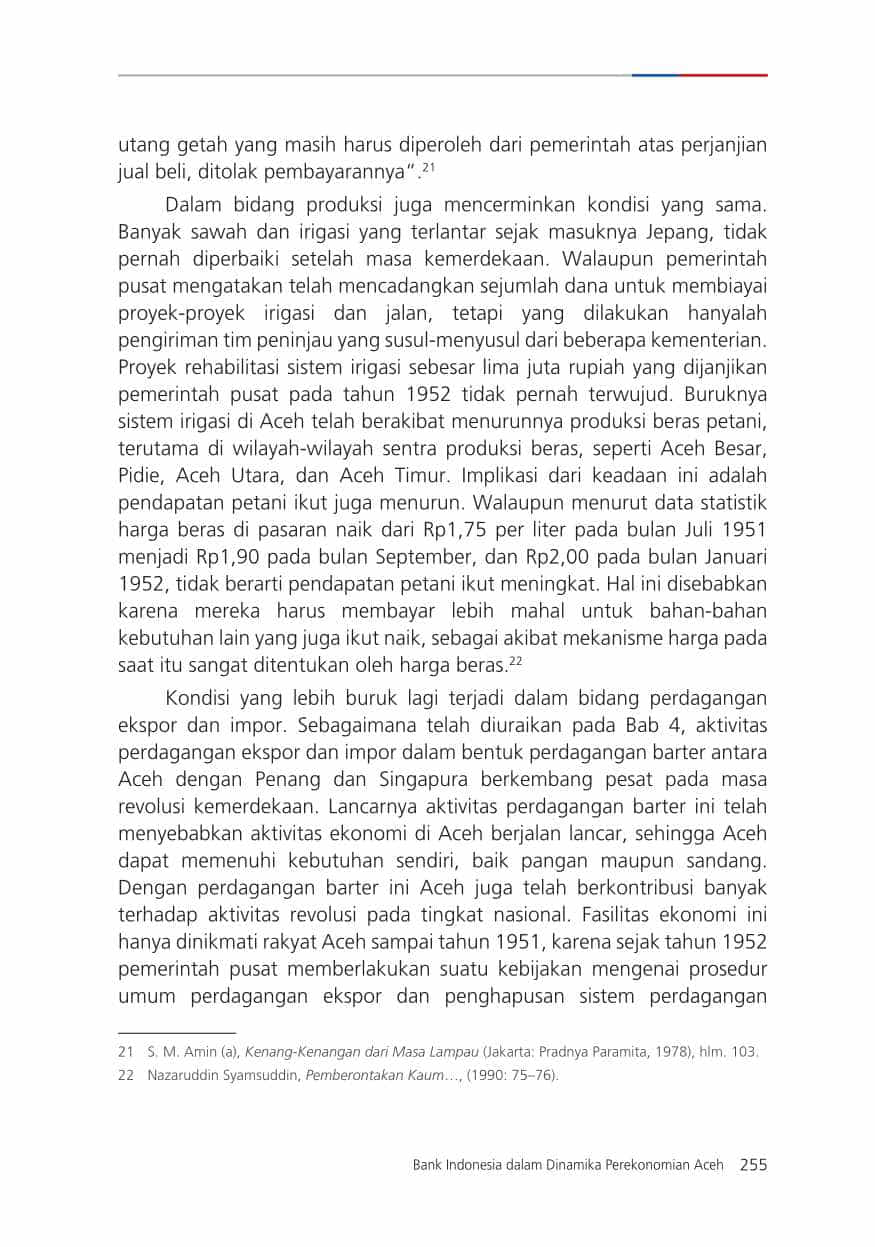 utang getah yang masih harus diperoleh dari pemerintah atas perjanjian
jual beli, ditolak pembayarannya“.21
Dalam bidang produksi juga mencerminkan kondisi yang sama.
Banyak sawah dan irigasi yang terlantar sejak masuknya Jepang, tidak
pernah diperbaiki setelah masa kemerdekaan. Walaupun pemerintah
pusat mengatakan telah mencadangkan sejumlah dana untuk membiayai
proyek-proyek irigasi dan jalan, tetapi yang dilakukan hanyalah
pengiriman tim peninjau yang susul-menyusul dari beberapa kementerian.
Proyek rehabilitasi sistem irigasi sebesar lima juta rupiah yang dijanjikan
pemerintah pusat pada tahun 1952 tidak pernah terwujud. Buruknya
sistem irigasi di Aceh telah berakibat menurunnya produksi beras petani,
terutama di wilayah-wilayah sentra produksi beras, seperti Aceh Besar,
Pidie, Aceh Utara, dan Aceh Timur. Implikasi dari keadaan ini adalah
pendapatan petani ikut juga menurun. Walaupun menurut data statistik
harga beras di pasaran naik dari Rp1,75 per liter pada bulan Juli 1951
menjadi Rp1,90 pada bulan September, dan Rp2,00 pada bulan Januari
1952, tidak berarti pendapatan petani ikut meningkat. Hal ini disebabkan
karena mereka harus membayar lebih mahal untuk bahan-bahan
kebutuhan lain yang juga ikut naik, sebagai akibat mekanisme harga pada
saat itu sangat ditentukan oleh harga beras.22
Kondisi yang lebih buruk lagi terjadi dalam bidang perdagangan
ekspor dan impor. Sebagaimana telah diuraikan pada Bab 4, aktivitas
perdagangan ekspor dan impor dalam bentuk perdagangan barter antara
Aceh dengan Penang dan Singapura berkembang pesat pada masa
revolusi kemerdekaan. Lancarnya aktivitas perdagangan barter ini telah
menyebabkan aktivitas ekonomi di Aceh berjalan lancar, sehingga Aceh
dapat memenuhi kebutuhan sendiri, baik pangan maupun sandang.
Dengan perdagangan barter ini Aceh juga telah berkontribusi banyak
terhadap aktivitas revolusi pada tingkat nasional. Fasilitas ekonomi ini
hanya dinikmati rakyat Aceh sampai tahun 1951, karena sejak tahun 1952
pemerintah pusat memberlakukan suatu kebijakan mengenai prosedur
umum perdagangan ekspor dan penghapusan sistem perdagangan
21 S. M. Amin (a), Kenang-Kenangan dari Masa Lampau (Jakarta: Pradnya Paramita, 1978), hlm. 103.
22 Nazaruddin Syamsuddin, Pemberontakan Kaum…, (1990: 75–76).
Bank Indonesia dalam Dinamika Perekonomian Aceh 255